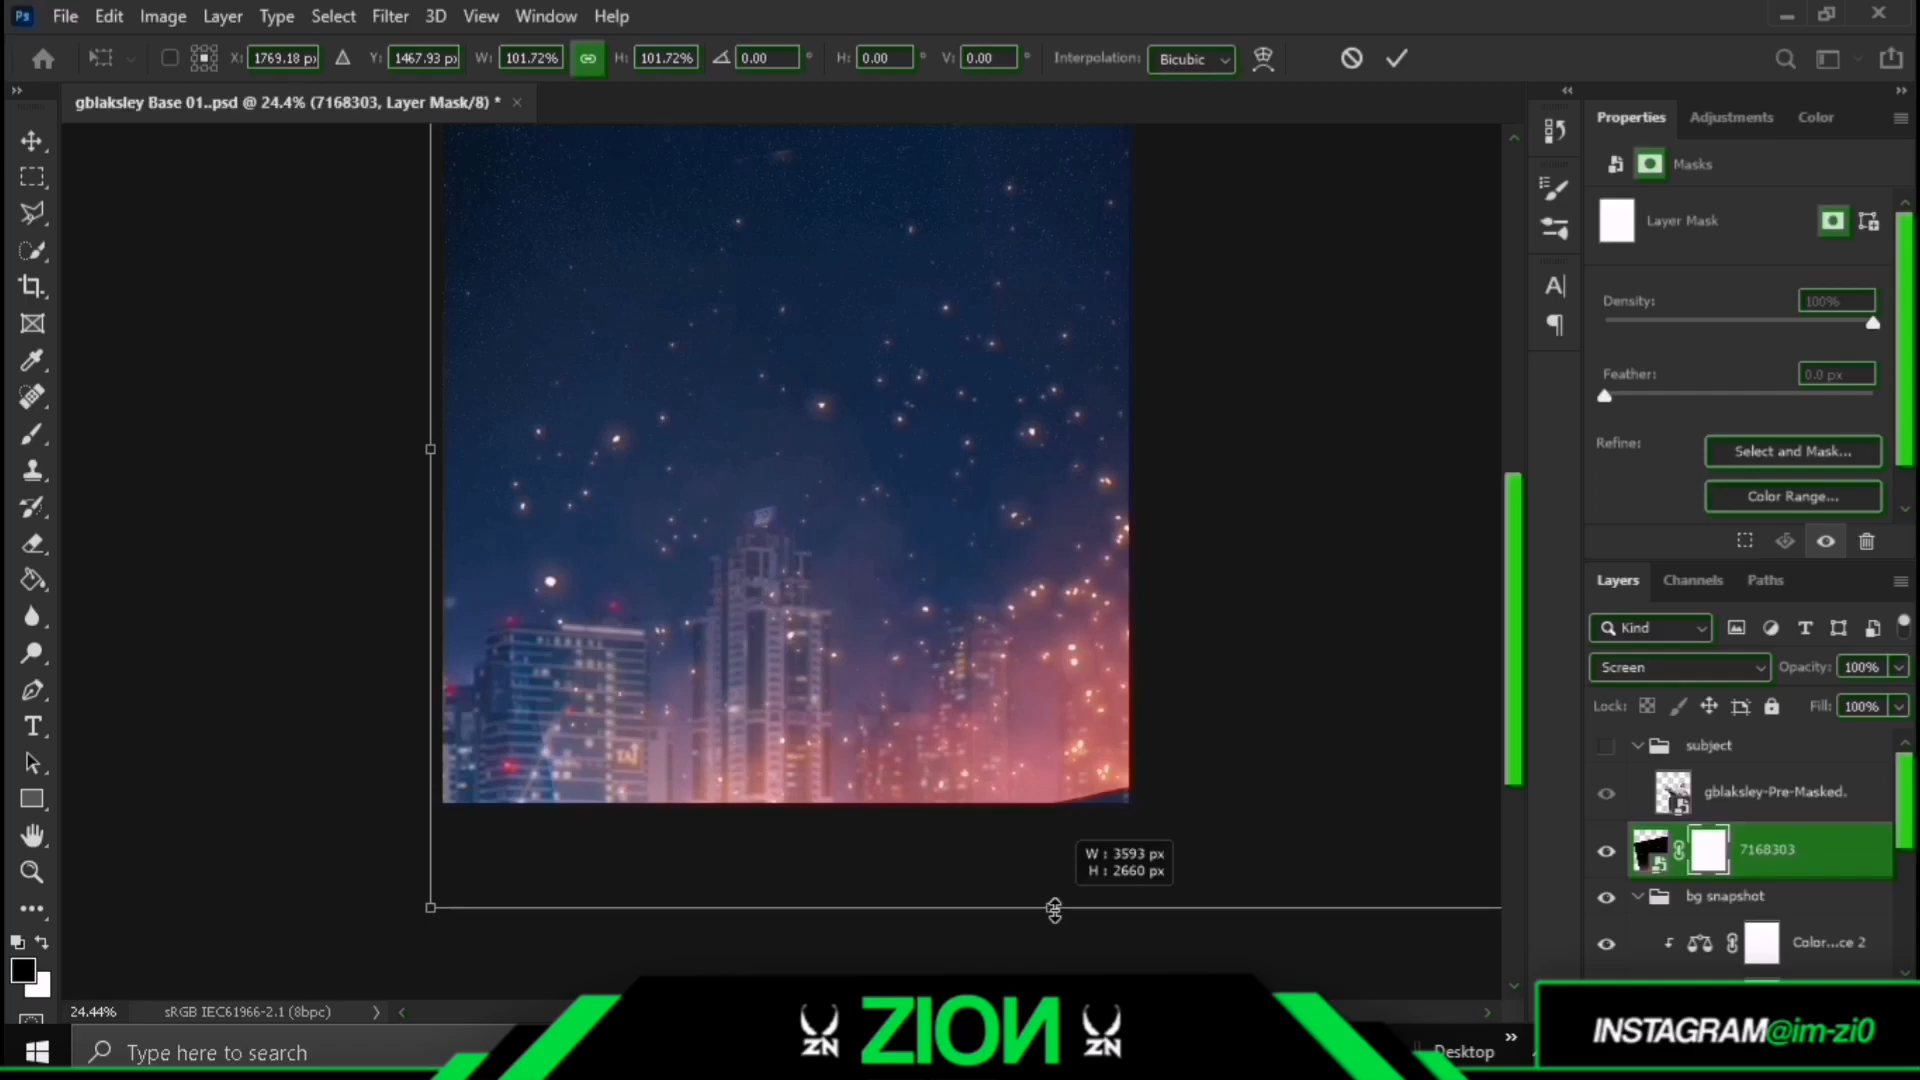 Ps File Edit Image Layer Type Select Filter 3D View Window Help
X: 1769.18 px Y: 1467.93 px W: 101.72% H: 101.72% 0.00 ° H: 0.00 ° V: 0.00 ° Interpolation: Bicubic
gblaksley Base 01..psd @ 24.4% (7168303, Layer Mask/8) * ×
Properties Adjustments Color
Masks
Layer Mask
Density: 100%
Feather: 0.0 px
Refine: Select and Mask...
Color Range...
Layers Channels Paths
Kind
Screen Opacity: 100%
Lock: Fill: 100%
subject
gblaksley-Pre-Masked.
7168303
bg snapshot
Color...ce 2
TAJ
W : 3593 px
H : 2660 px
24.44% sRGB IEC61966-2.1 (8bpc)
Type here to search
ZN ZION ZN
Desktop
INSTAGRAM@im-zi0